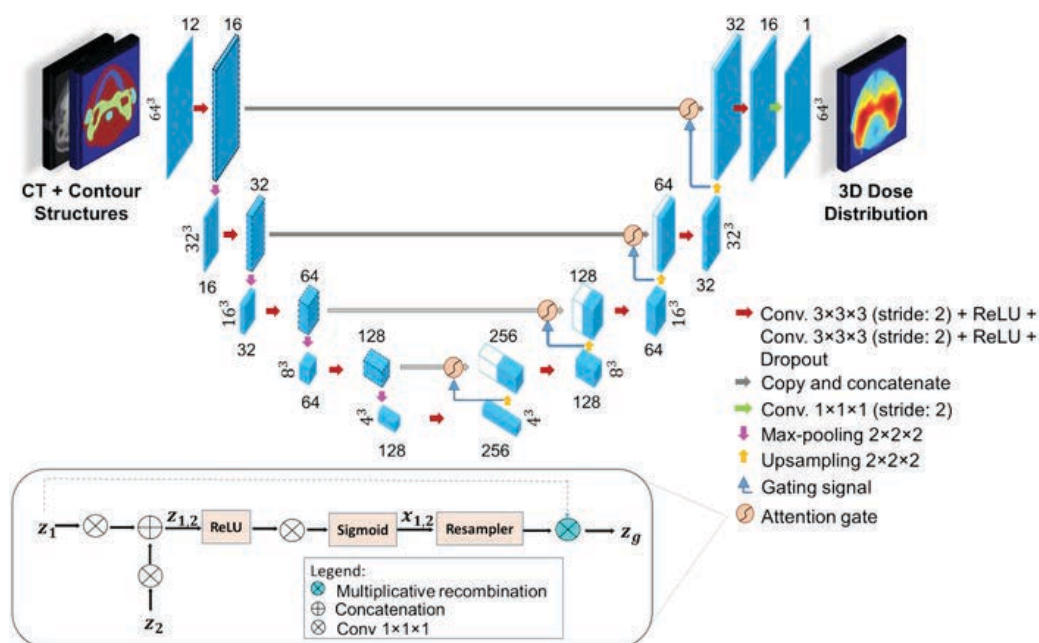 12 16 32 16 1
64³ 64³
CT + Contour
Structures
3D Dose
Distribution
32 64
32³ 32³
16 32
64 128
16³ 16³
32 64
128 256
8³ 8³
64 128
4³ 4³
128 256
Conv. 3×3×3 (stride: 2) + ReLU +
Conv. 3×3×3 (stride: 2) + ReLU +
Dropout
Copy and concatenate
Conv. 1×1×1 (stride: 2)
Max-pooling 2×2×2
Upsampling 2×2×2
Gating signal
Attention gate
z₁ z₁,₂ ReLU Sigmoid x₁,₂ Resampler z_g
z₂
Legend:
Multiplicative recombination
Concatenation
Conv 1×1×1